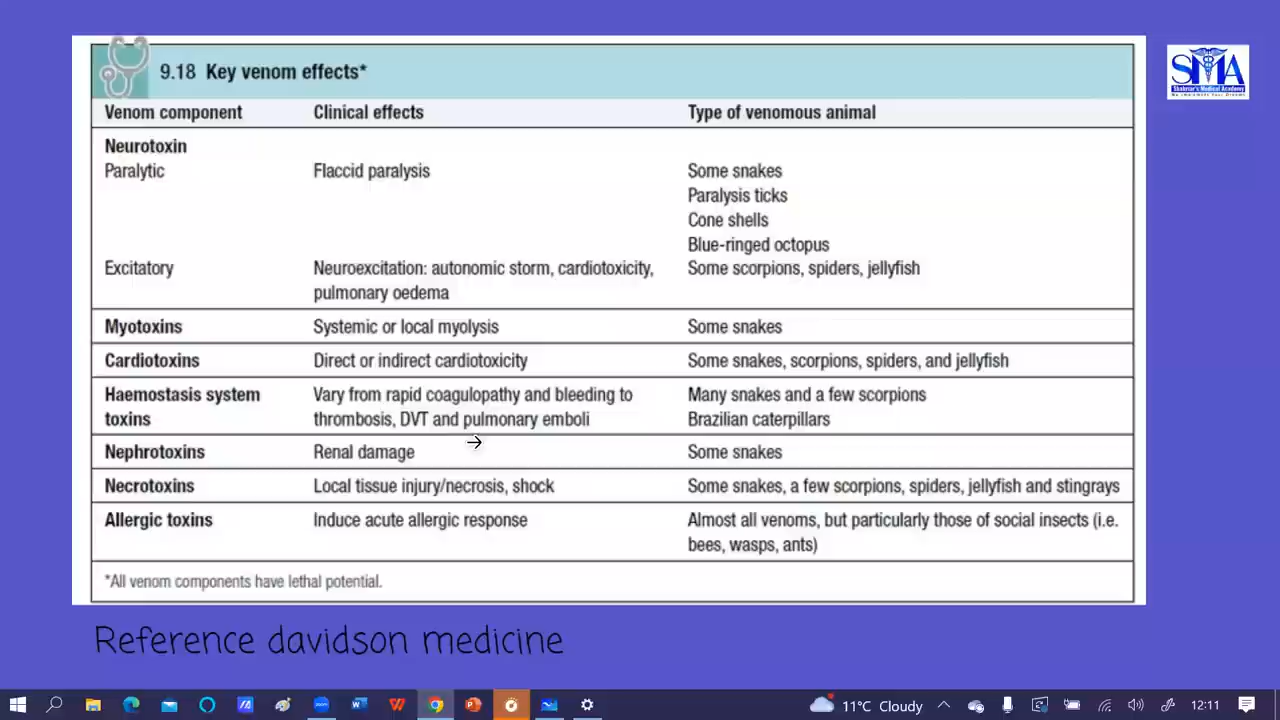 9.18 Key venom effects*
Venom component Clinical effects Type of venomous animal
Neurotoxin
Paralytic Flaccid paralysis Some snakes
Paralysis ticks
Cone shells
Blue-ringed octopus
Excitatory Neuroexcitation: autonomic storm, cardiotoxicity, Some scorpions, spiders, jellyfish
pulmonary oedema
Myotoxins Systemic or local myolysis Some snakes
Cardiotoxins Direct or indirect cardiotoxicity Some snakes, scorpions, spiders, and jellyfish
Haemostasis system Vary from rapid coagulopathy and bleeding to Many snakes and a few scorpions
toxins thrombosis, DVT and pulmonary emboli Brazilian caterpillars
Nephrotoxins Renal damage Some snakes
Necrotoxins Local tissue injury/necrosis, shock Some snakes, a few scorpions, spiders, jellyfish and stingrays
Allergic toxins Induce acute allergic response Almost all venoms, but particularly those of social insects (i.e.
bees, wasps, ants)
*All venom components have lethal potential.
SMA
Shahriar's Medical Academy
Reference davidson medicine
11°C Cloudy 12:11